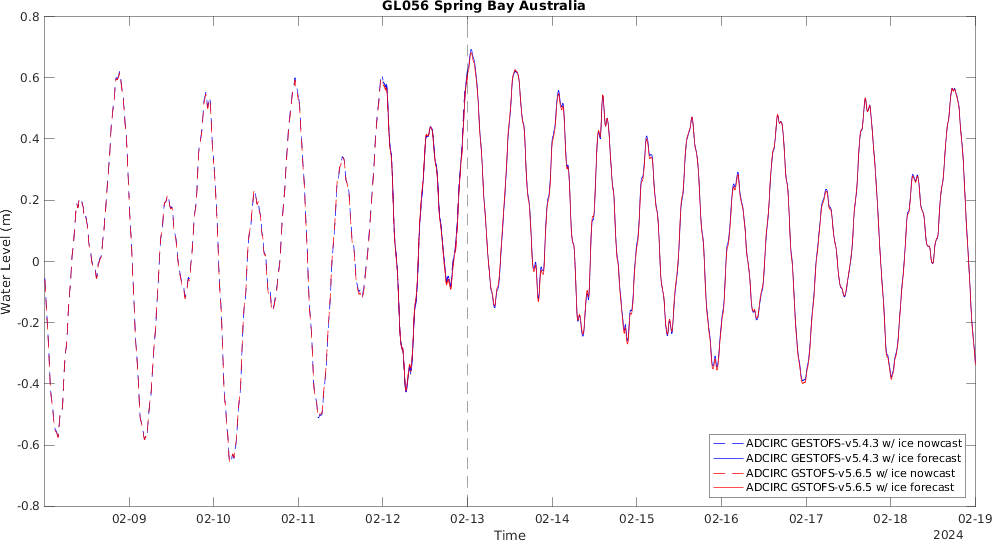 GL056 Spring Bay Australia
0.8
0.6
0.4
0.2
0
-0.2
-0.4
-0.6
-0.8
Water Level (m)
ADCIRC GESTOFS-v5.4.3 w/ ice nowcast
ADCIRC GESTOFS-v5.4.3 w/ ice forecast
ADCIRC GSTOFS-v5.6.5 w/ ice nowcast
ADCIRC GSTOFS-v5.6.5 w/ ice forecast
02-09 02-10 02-11 02-12 02-13 02-14 02-15 02-16 02-17 02-18 02-19
Time
2024